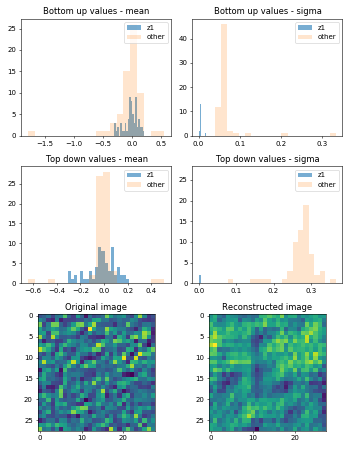 Bottom up values - mean
Bottom up values - sigma
z1
other
z1
other
25
20
15
10
5
0
−1.5 −1.0 −0.5 0.0 0.5
40
30
20
10
0
0.0 0.1 0.2 0.3
Top down values - mean
Top down values - sigma
z1
other
z1
other
25
20
15
10
5
0
−0.6 −0.4 −0.2 0.0 0.2 0.4
25
20
15
10
5
0
0.0 0.1 0.2 0.3
Original image
Reconstructed image
0
5
10
15
20
25
0 10 20
0
5
10
15
20
25
0 10 20